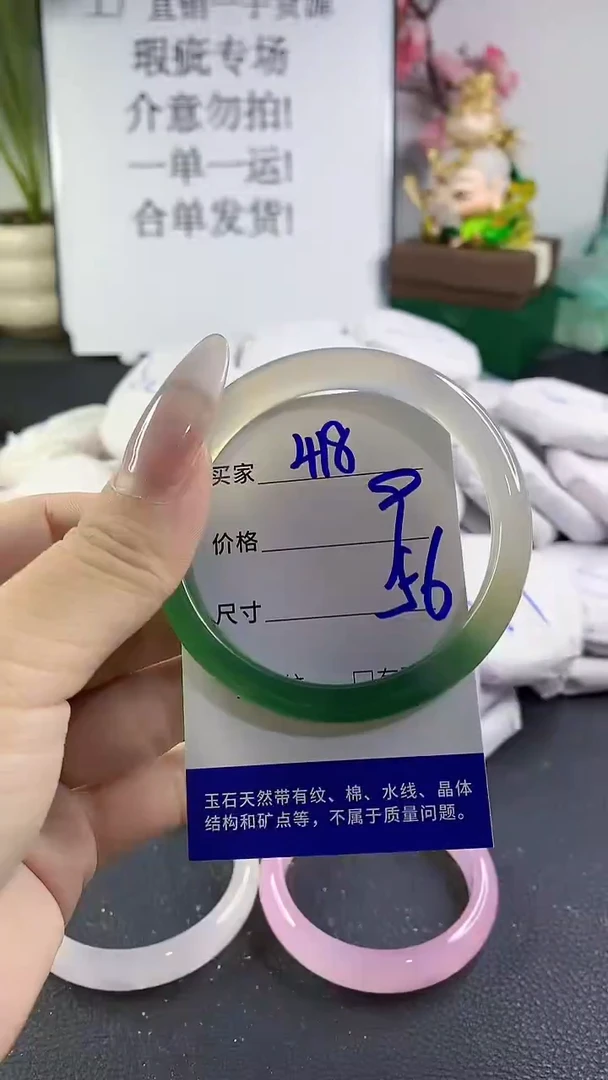 工厂直销一手货源
瑕疵专场
介意勿拍!
一单一运!
合单发货!
买家 418
价格
尺寸 56
玉石天然带有纹、棉、水线、晶体
结构和矿点等，不属于质量问题。